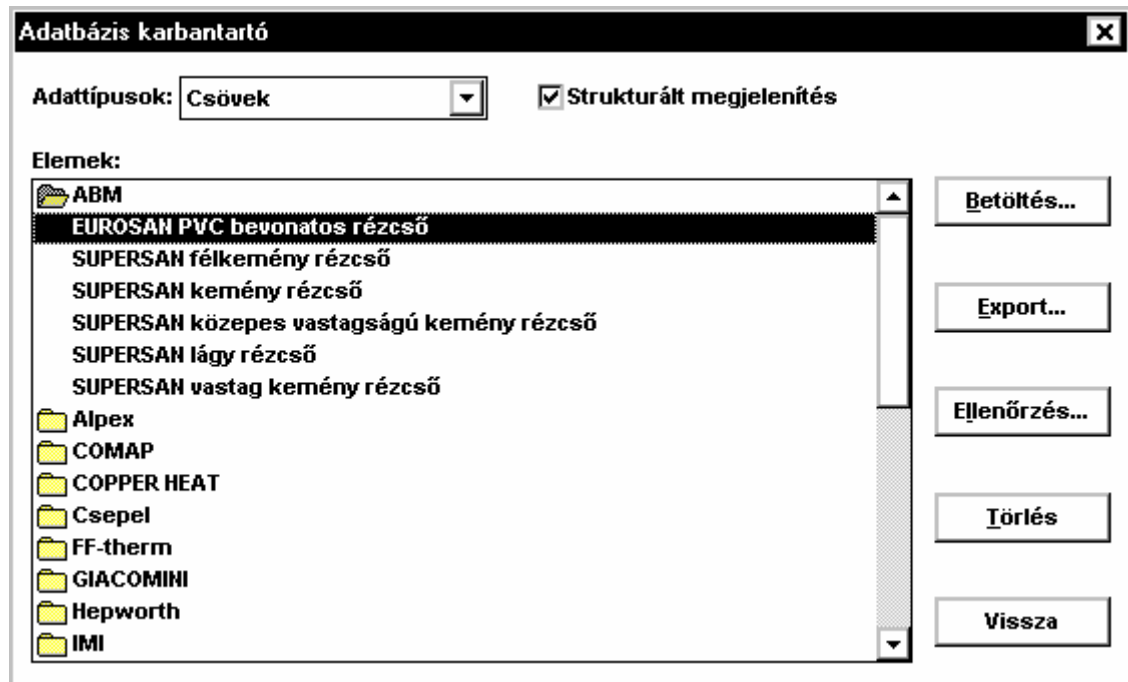 Adatbázis karbantartó
Adattípusok: Csövek
Strukturált megjelenítés
Elemek:
ABM
EUROSAN PVC bevonatos rézcső
SUPERSAN félkemény rézcső
SUPERSAN kemény rézcső
SUPERSAN közepes vastagságú kemény rézcső
SUPERSAN lágy rézcső
SUPERSAN vastag kemény rézcső
Alpex
COMAP
COPPER HEAT
Csepel
FF-therm
GIACOMINI
Hepworth
IMI
Betöltés...
Export...
Ellenőrzés...
Törlés
Vissza